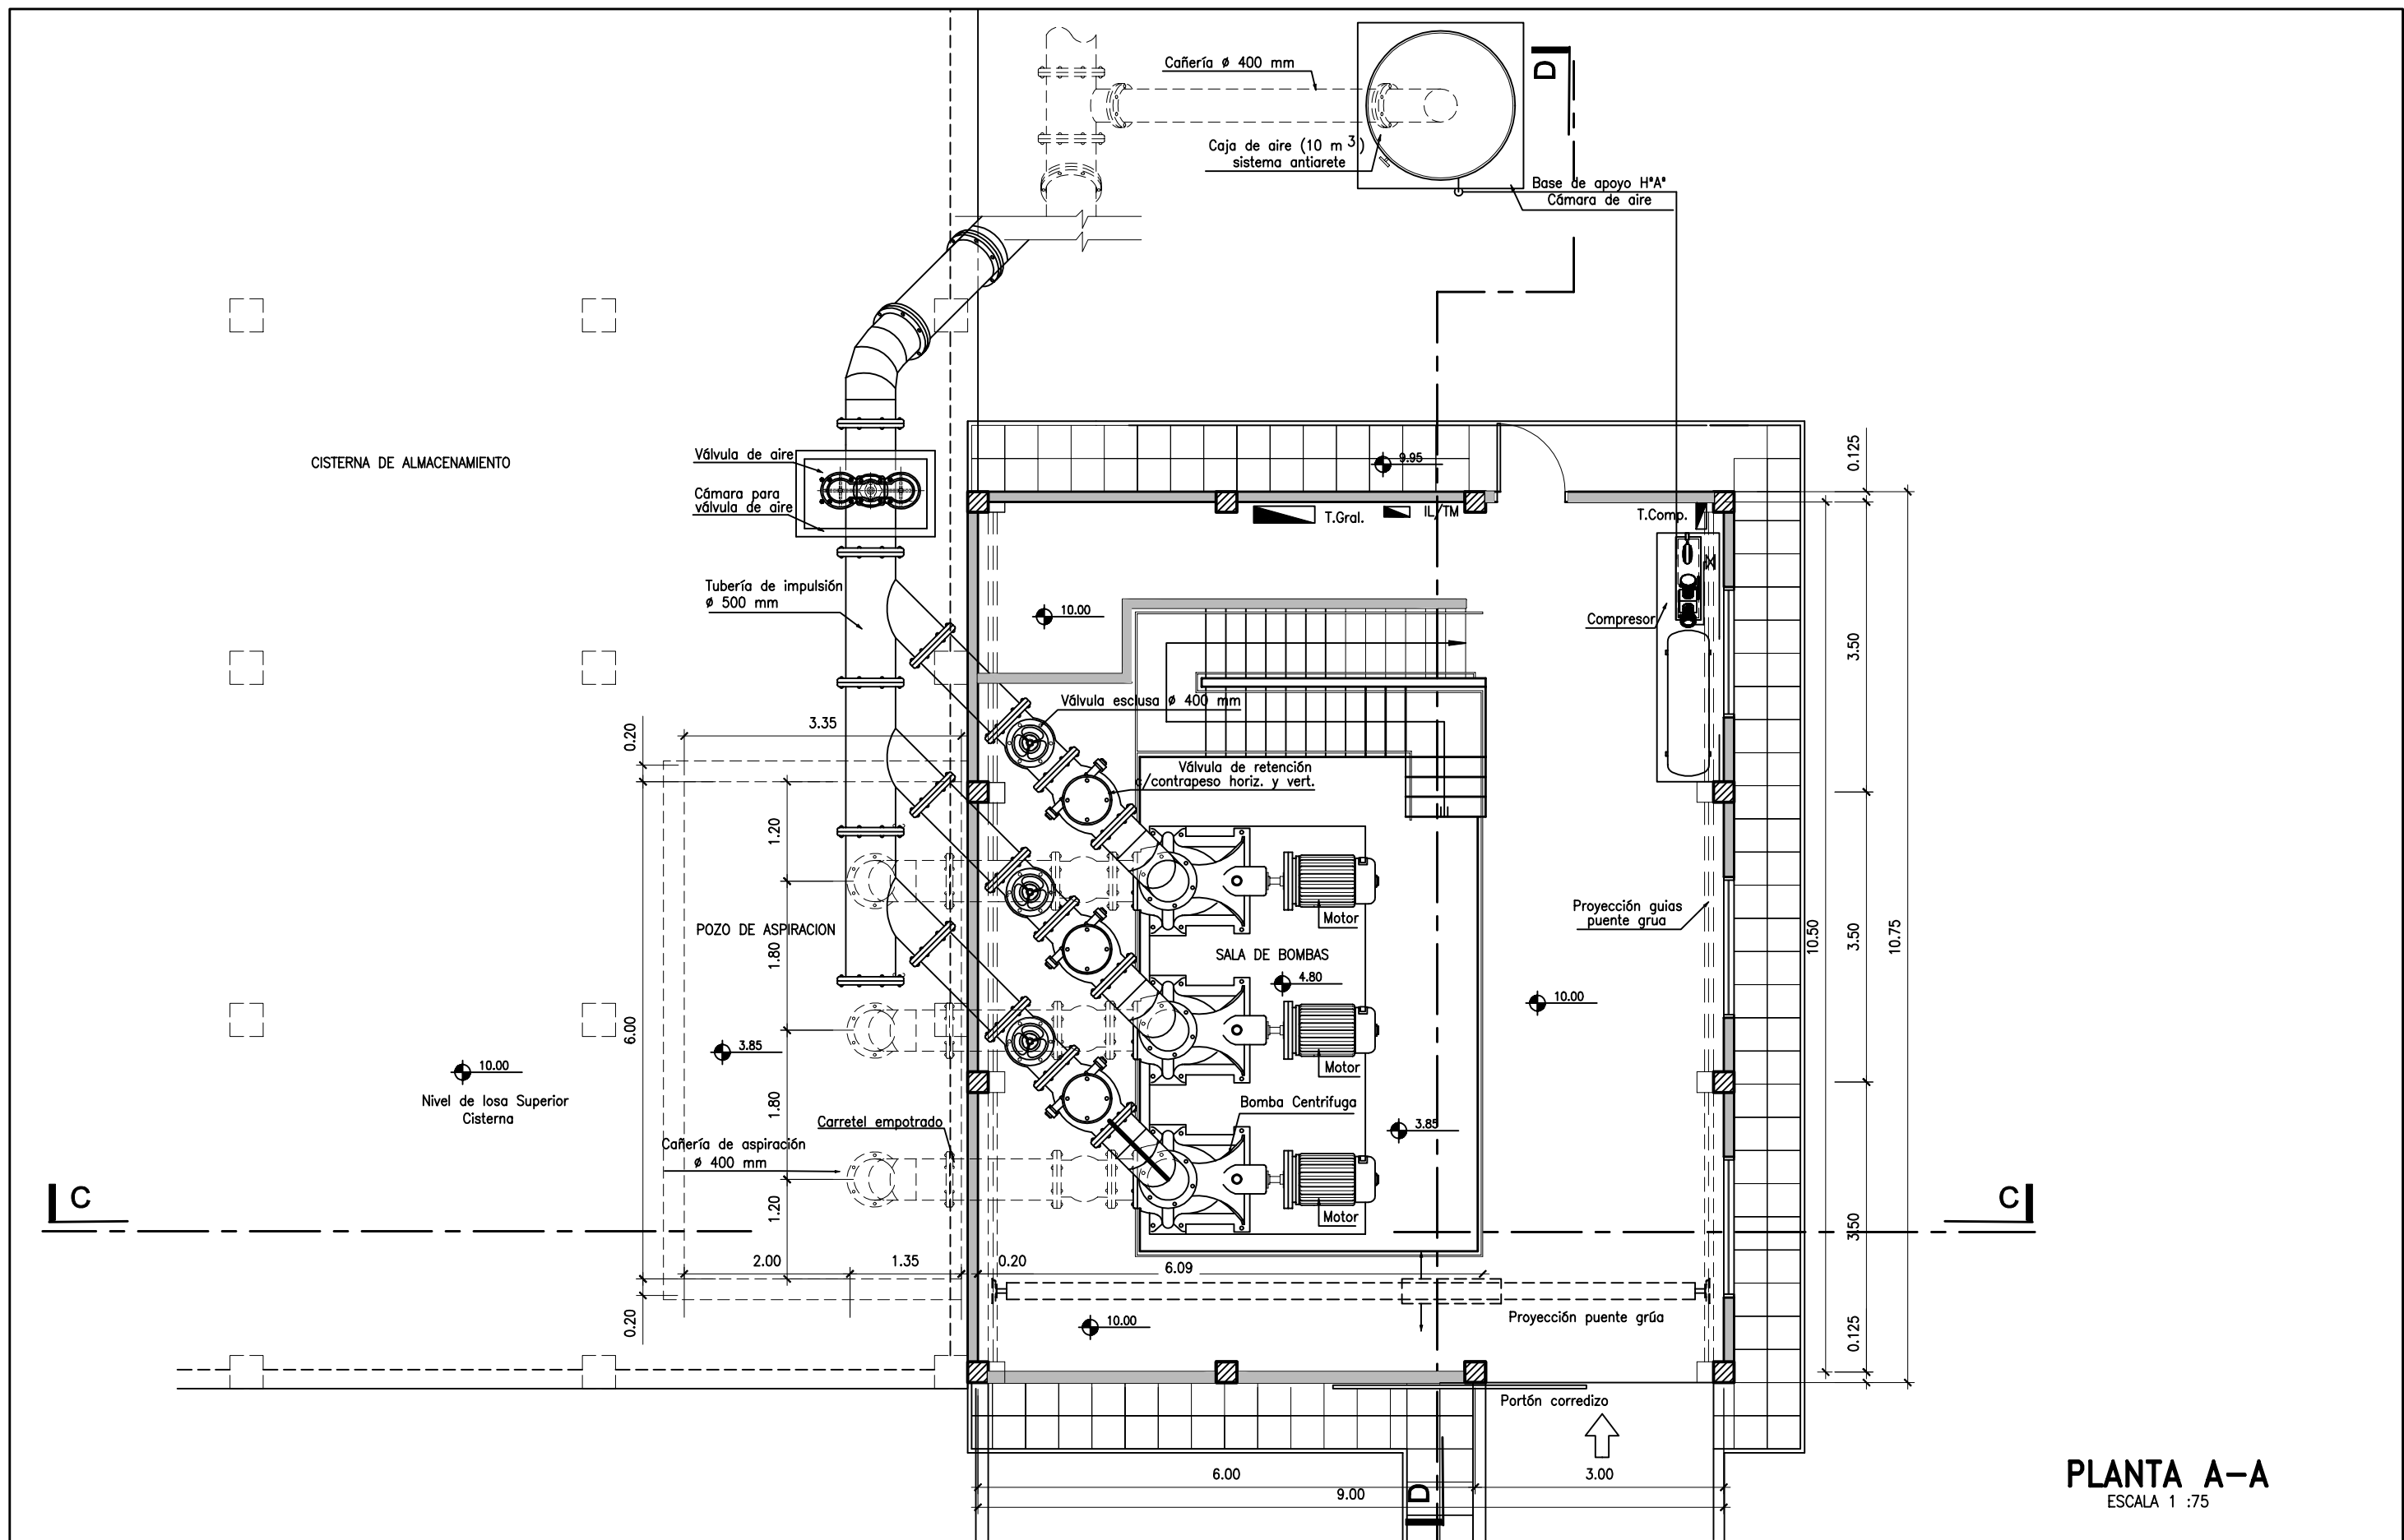 Cañería ø 400 mm
D
Caja de aire (10 m 3)
sistema antiarete
Base de apoyo HºAº
Cámara de aire
CISTERNA DE ALMACENAMIENTO
Válvula de aire
Cámara para
válvula de aire
9.95
0.125
T.Gral.
IL/TM
T.Comp.
Tubería de impulsión
ø 500 mm
10.00
Compresor
3.50
Válvula esclusa ø 400 mm
3.35
0.20
Válvula de retención
c/contrapeso horiz. y vert.
1.20
Motor
Proyección guias
puente grua
POZO DE ASPIRACION
1.80
SALA DE BOMBAS
4.80
10.50
3.50
10.75
10.00
6.00
3.85
Motor
10.00
Nivel de losa Superior
Cisterna
1.80
Bomba Centrifuga
3.85
Carretel empotrado
Cañería de aspiración
ø 400 mm
C
C
1.20
Motor
3.50
2.00
1.35
0.20
6.09
0.20
10.00
Proyección puente grúa
0.125
Portón corredizo
6.00
3.00
9.00
D
PLANTA A-A
ESCALA 1 :75